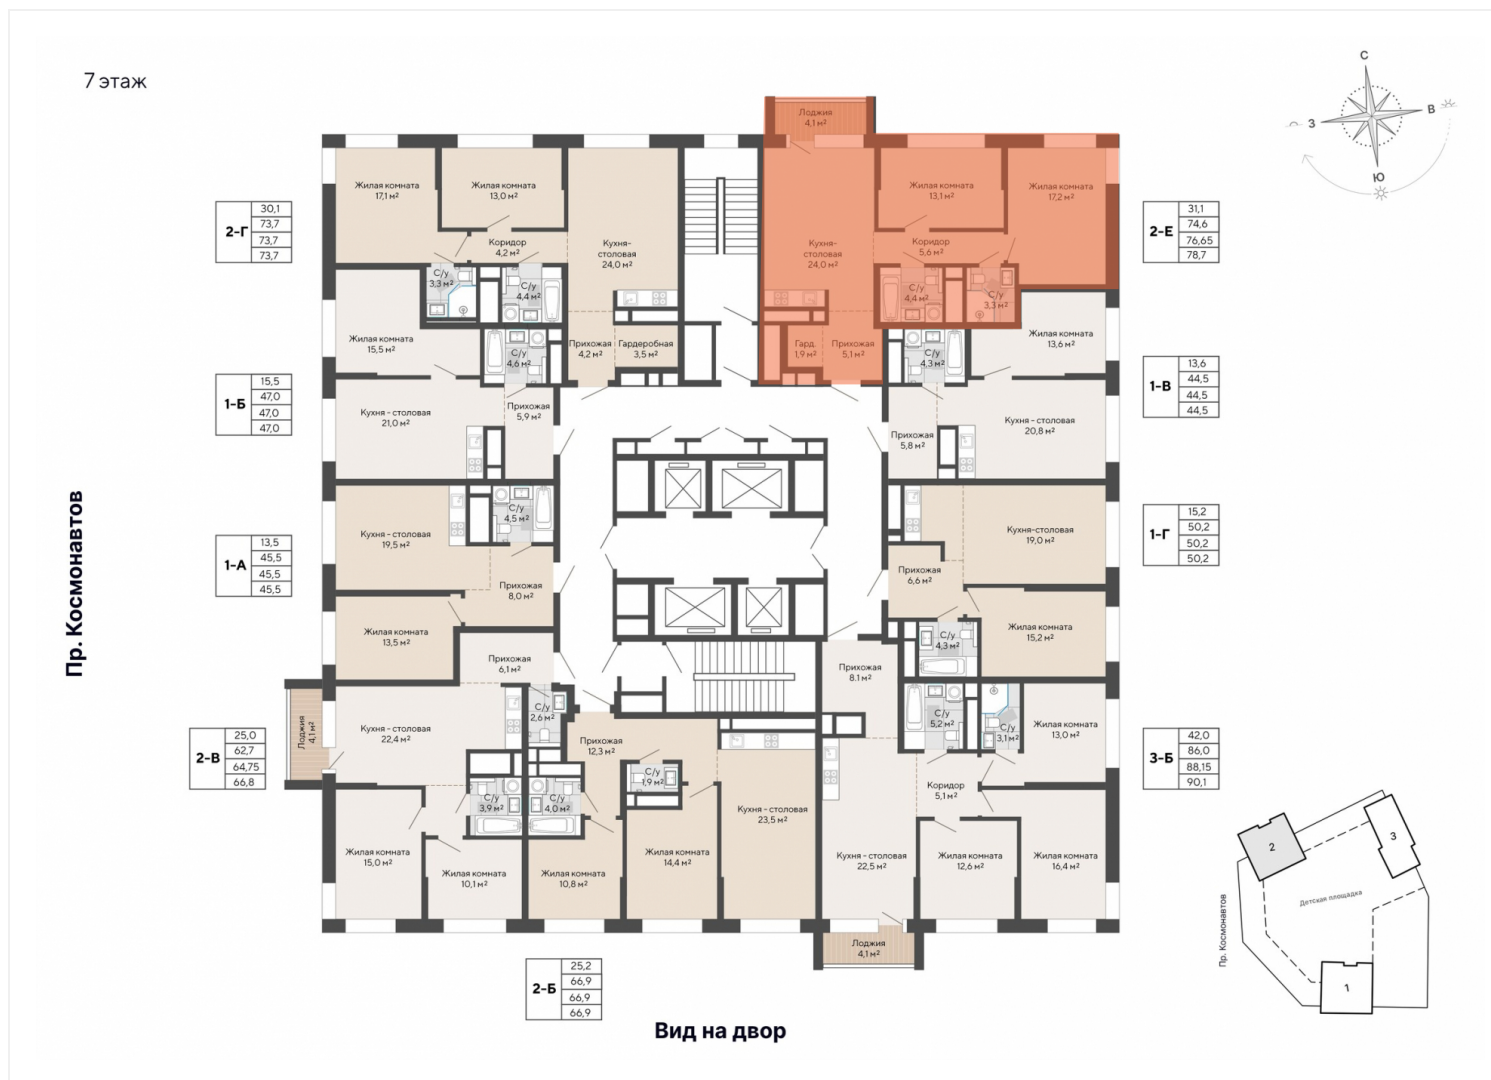 7 этаж
С
В
З
Ю
Лоджия
4,1 м²
Жилая комната
17,1 м²
Жилая комната
13,0 м²
Кухня-
столовая
24,0 м²
Коридор
4,2 м²
С/у
3,3 м²
С/у
4,4 м²
Прихожая
4,2 м²
Гардеробная
3,5 м²
2-Г
30,1
73,7
73,7
73,7
Кухня-
столовая
24,0 м²
Жилая комната
13,1 м²
Жилая комната
17,2 м²
Коридор
5,6 м²
С/у
4,4 м²
С/у
3,3 м²
Гард.
1,9 м²
Прихожая
5,1 м²
2-Е
31,1
74,6
76,65
78,7
Жилая комната
15,5 м²
С/у
4,6 м²
Кухня - столовая
21,0 м²
Прихожая
5,9 м²
1-Б
15,5
47,0
47,0
47,0
Жилая комната
13,6 м²
С/у
4,3 м²
Прихожая
5,8 м²
Кухня - столовая
20,8 м²
1-В
13,6
44,5
44,5
44,5
Кухня - столовая
19,5 м²
С/у
4,5 м²
Прихожая
8,0 м²
Жилая комната
13,5 м²
1-А
13,5
45,5
45,5
45,5
Кухня-столовая
19,0 м²
Прихожая
6,6 м²
Жилая комната
15,2 м²
С/у
4,3 м²
1-Г
15,2
50,2
50,2
50,2
Пр. Космонавтов
Прихожая
6,1 м²
Лоджия
4,1 м²
Кухня - столовая
22,4 м²
С/у
2,6 м²
С/у
3,9 м²
Жилая комната
15,0 м²
Жилая комната
10,1 м²
2-В
25,0
62,7
64,75
66,8
Прихожая
12,3 м²
С/у
1,9 м²
С/у
4,0 м²
Жилая комната
10,8 м²
Жилая комната
14,4 м²
Кухня - столовая
23,5 м²
2-Б
25,2
66,9
66,9
66,9
Прихожая
8,1 м²
С/у
5,2 м²
С/у
3,1 м²
Жилая комната
13,0 м²
Коридор
5,1 м²
Кухня - столовая
22,5 м²
Жилая комната
12,6 м²
Жилая комната
16,4 м²
Лоджия
4,1 м²
3-Б
42,0
86,0
88,15
90,1
2
3
Детская площадка
Пр. Космонавтов
1
Вид на двор